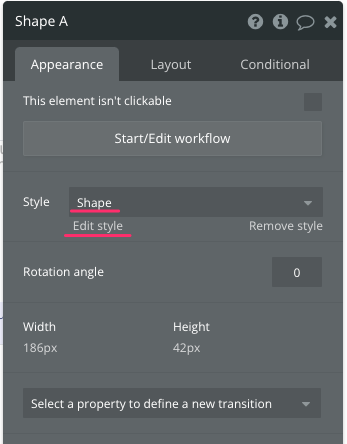 Shape A
Appearance Layout Conditional
This element isn't clickable
Start/Edit workflow
Style Shape
Edit style Remove style
Rotation angle 0
Width Height
186px 42px
Select a property to define a new transition